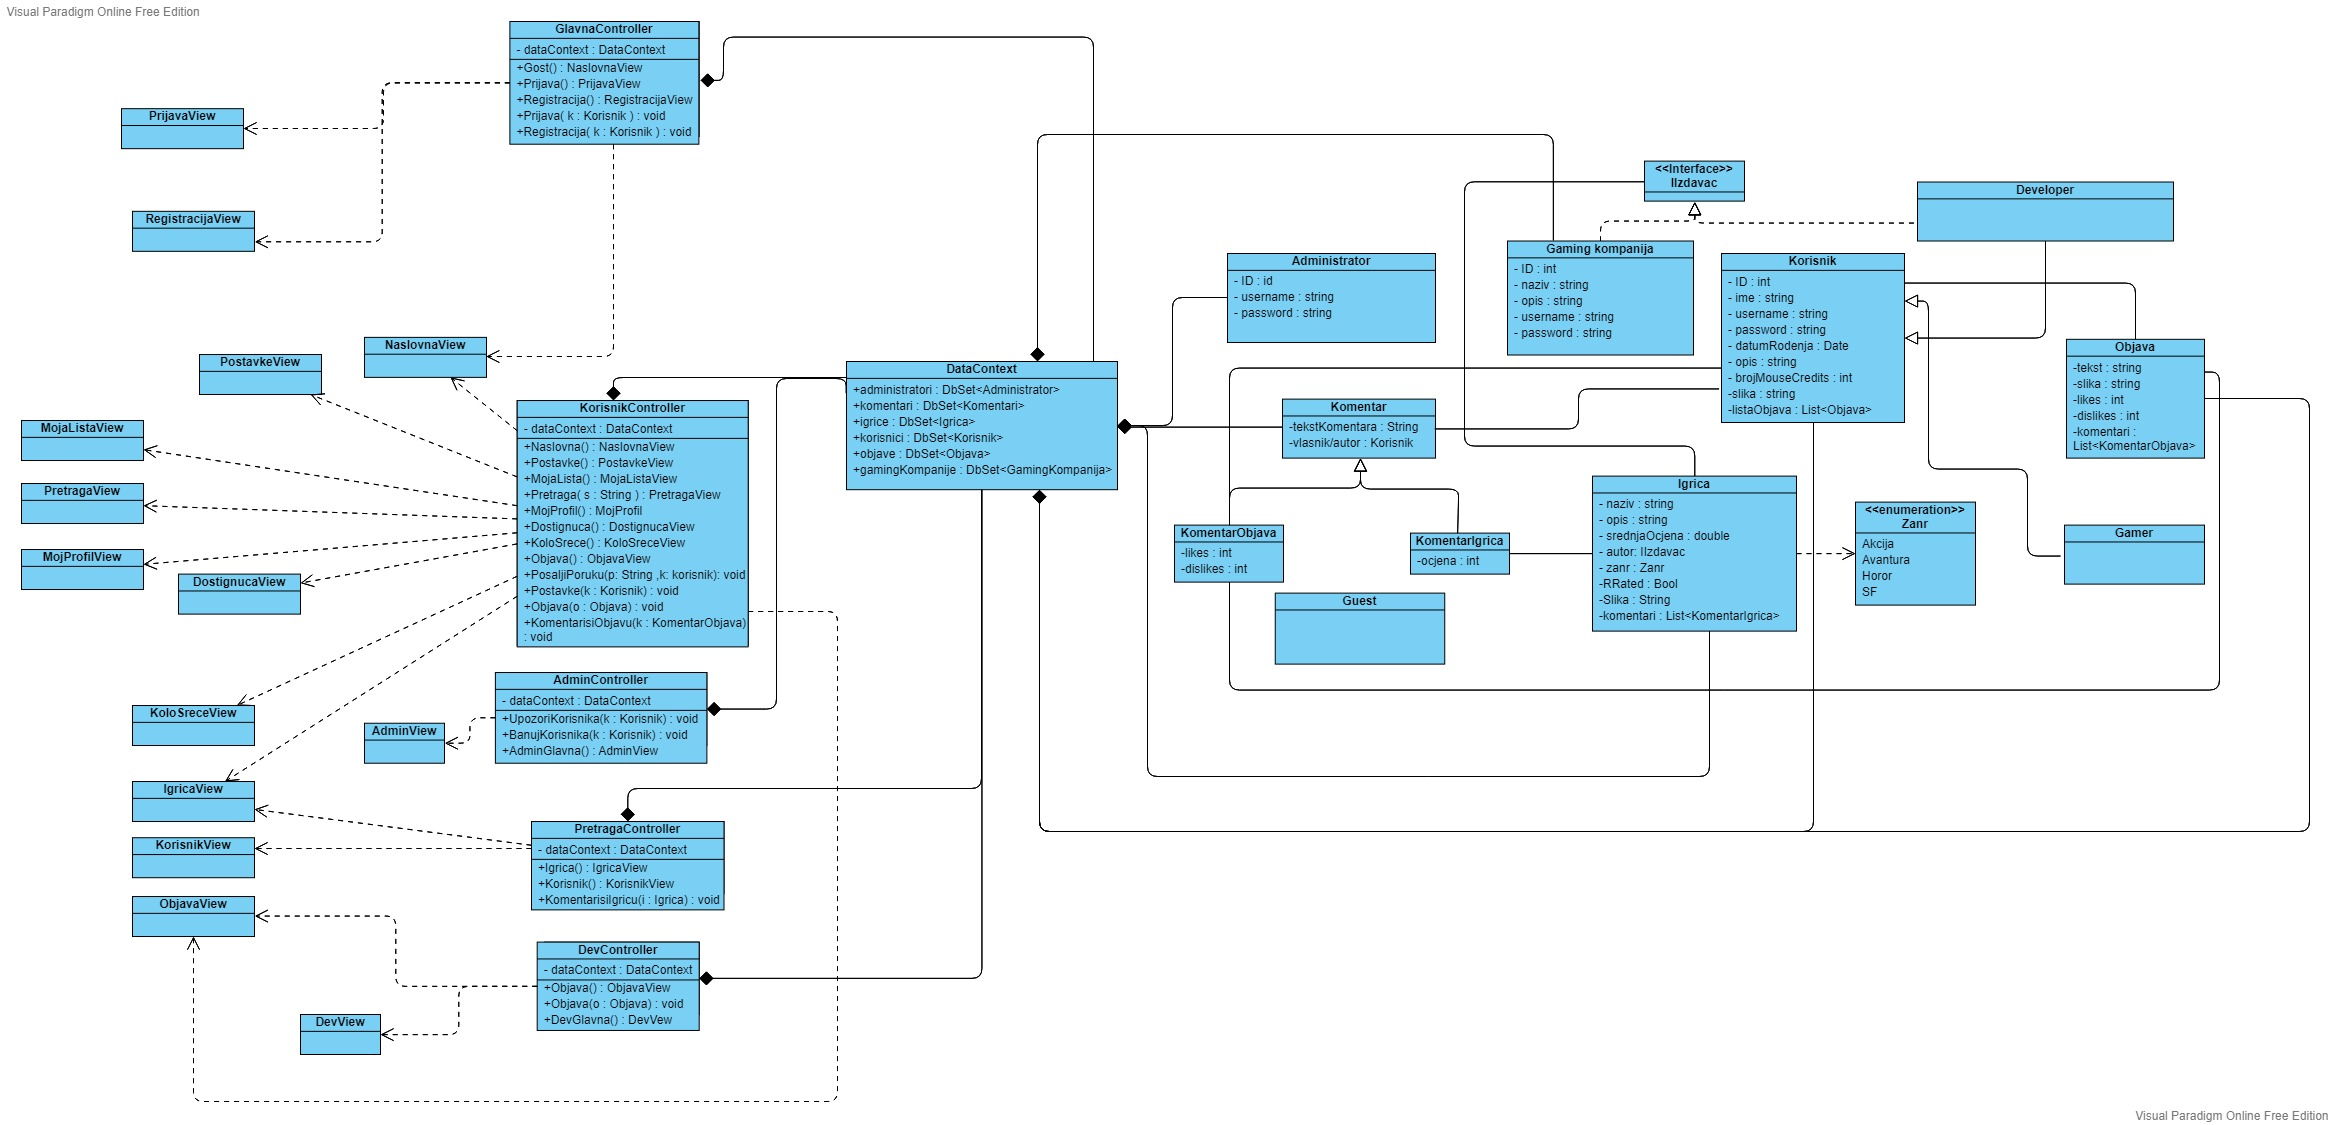 Visual Paradigm Online Free Edition
GlavnaController
- dataContext : DataContext
+Gost() : NaslovnaView
+Prijava() : PrijavaView
+Registracija() : RegistracijaView
+Prijava( k : Korisnik ) : void
+Registracija( k : Korisnik ) : void
PrijavaView
RegistracijaView
NaslovnaView
PostavkeView
MojaListaView
PretragaView
MojProfilView
DostignucaView
KorisnikController
- dataContext : DataContext
+Naslovna() : NaslovnaView
+Postavke() : PostavkeView
+MojaLista() : MojaListaView
+Pretraga( s : String ) : PretragaView
+MojProfil() : MojProfil
+Dostignuca() : DostignucaView
+KoloSrece() : KoloSreceView
+Objava() : ObjavaView
+PosaljiPoruku(p: String ,k: korisnik): void
+Postavke(k : Korisnik) : void
+Objava(o : Objava) : void
+KomentarisiObjavu(k : KomentarObjava)
: void
KoloSreceView
AdminView
AdminController
- dataContext : DataContext
+UpozoriKorisnika(k : Korisnik) : void
+BanujKorisnika(k : Korisnik) : void
+AdminGlavna() : AdminView
IgricaView
KorisnikView
ObjavaView
PretragaController
- dataContext : DataContext
+Igrica() : IgricaView
+Korisnik() : KorisnikView
+KomentarisiIgricu(i : Igrica) : void
DevController
- dataContext : DataContext
+Objava() : ObjavaView
+Objava(o : Objava) : void
+DevGlavna() : DevVew
DevView
DataContext
+administratori : DbSet<Administrator>
+komentari : DbSet<Komentari>
+igrice : DbSet<Igrica>
+korisnici : DbSet<Korisnik>
+objave : DbSet<Objava>
+gamingKompanije : DbSet<GamingKompanija>
Administrator
- ID : id
- username : string
- password : string
<<Interface>>
IIzdavac
Gaming kompanija
- ID : int
- naziv : string
- opis : string
- username : string
- password : string
Developer
Korisnik
- ID : int
- ime : string
- username : string
- password : string
- datumRodenja : Date
- opis : string
- brojMouseCredits : int
-slika : string
-listaObjava : List<Objava>
Objava
-tekst : string
-slika : string
-likes : int
-dislikes : int
-komentari :
List<KomentarObjava>
Komentar
-tekstKomentara : String
-vlasnik/autor : Korisnik
KomentarObjava
-likes : int
-dislikes : int
KomentarIgrica
-ocjena : int
Guest
Igrica
- naziv : string
- opis : string
- srednjaOcjena : double
- autor: IIzdavac
- zanr : Zanr
-RRated : Bool
-Slika : String
-komentari : List<KomentarIgrica>
<<enumeration>>
Zanr
Akcija
Avantura
Horor
SF
Gamer
Visual Paradigm Online Free Edition